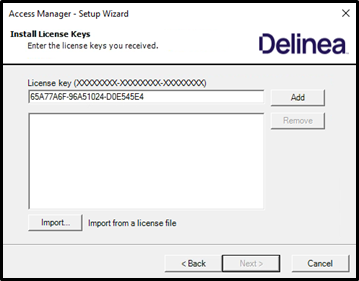 Access Manager - Setup Wizard
Install License Keys
Enter the license keys you received.
Delinea
License key (XXXXXXXX-XXXXXXXX-XXXXXXXX)
65A77A6F-96A51024-D0E545E4
Add
Remove
Import...
Import from a license file
< Back
Next >
Cancel